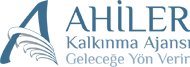 AHİLER
Kalkınma Ajansı
Geleceğe Yön Verir